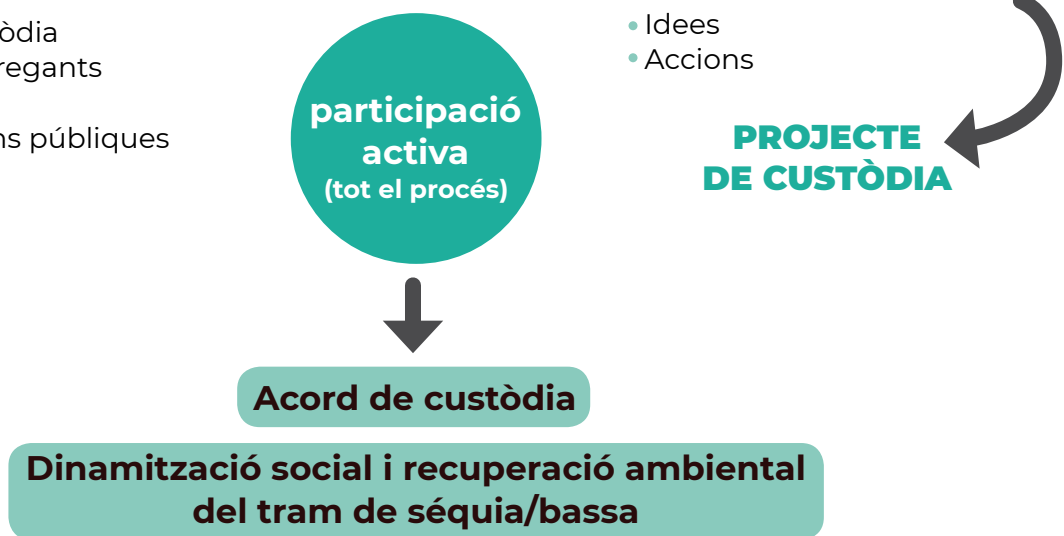 òdia
regants
ns públiques
participació
activa
(tot el procés)
• Idees
• Accions
PROJECTE
DE CUSTÒDIA
Acord de custòdia
Dinamització social i recuperació ambiental
del tram de séquia/bassa